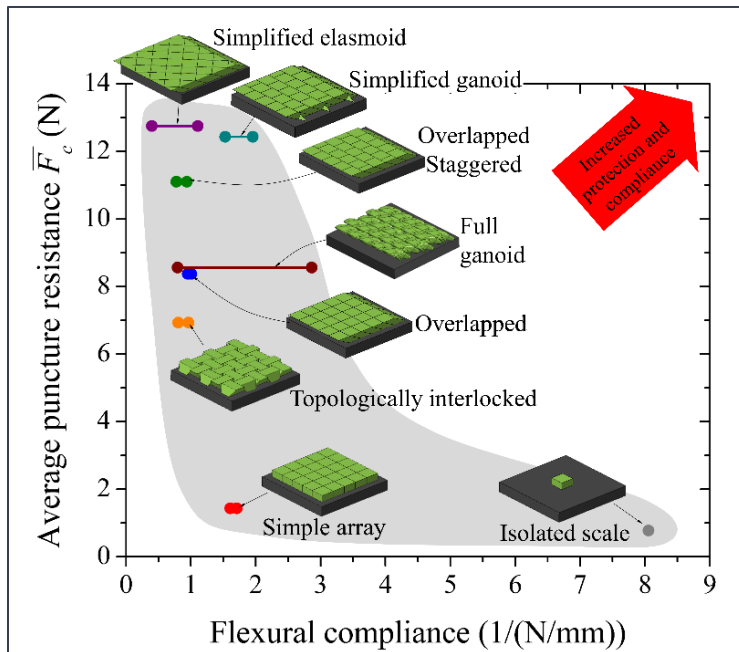 Simplified elasmoid
Simplified ganoid
Overlapped
Staggered
Full
ganoid
Overlapped
Topologically interlocked
Simple array
Isolated scale
Increased
protection and
compliance
Average puncture resistance F̅c (N)
14
12
10
8
6
4
2
0
0 1 2 3 4 5 6 7 8 9
Flexural compliance (1/(N/mm))